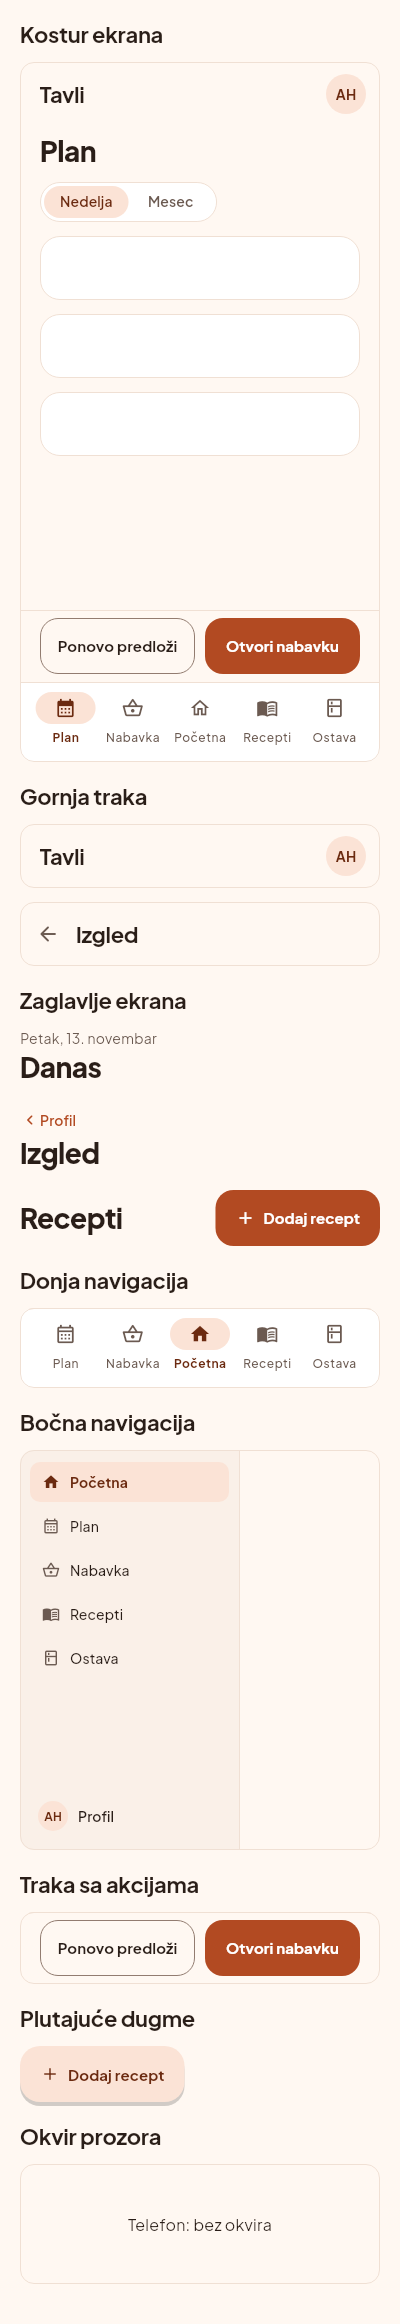 Kostur ekrana
Tavli
AH
Plan
Nedelja
Mesec
Ponovo predloži
Otvori nabavku
Plan
Nabavka
Početna
Recepti
Ostava
Gornja traka
Tavli
AH
Izgled
Zaglavlje ekrana
Petak, 13. novembar
Danas
Profil
Izgled
Recepti
Dodaj recept
Donja navigacija
Plan
Nabavka
Početna
Recepti
Ostava
Bočna navigacija
Početna
Plan
Nabavka
Recepti
Ostava
AH
Profil
Traka sa akcijama
Ponovo predloži
Otvori nabavku
Plutajuće dugme
Dodaj recept
Okvir prozora
Telefon: bez okvira